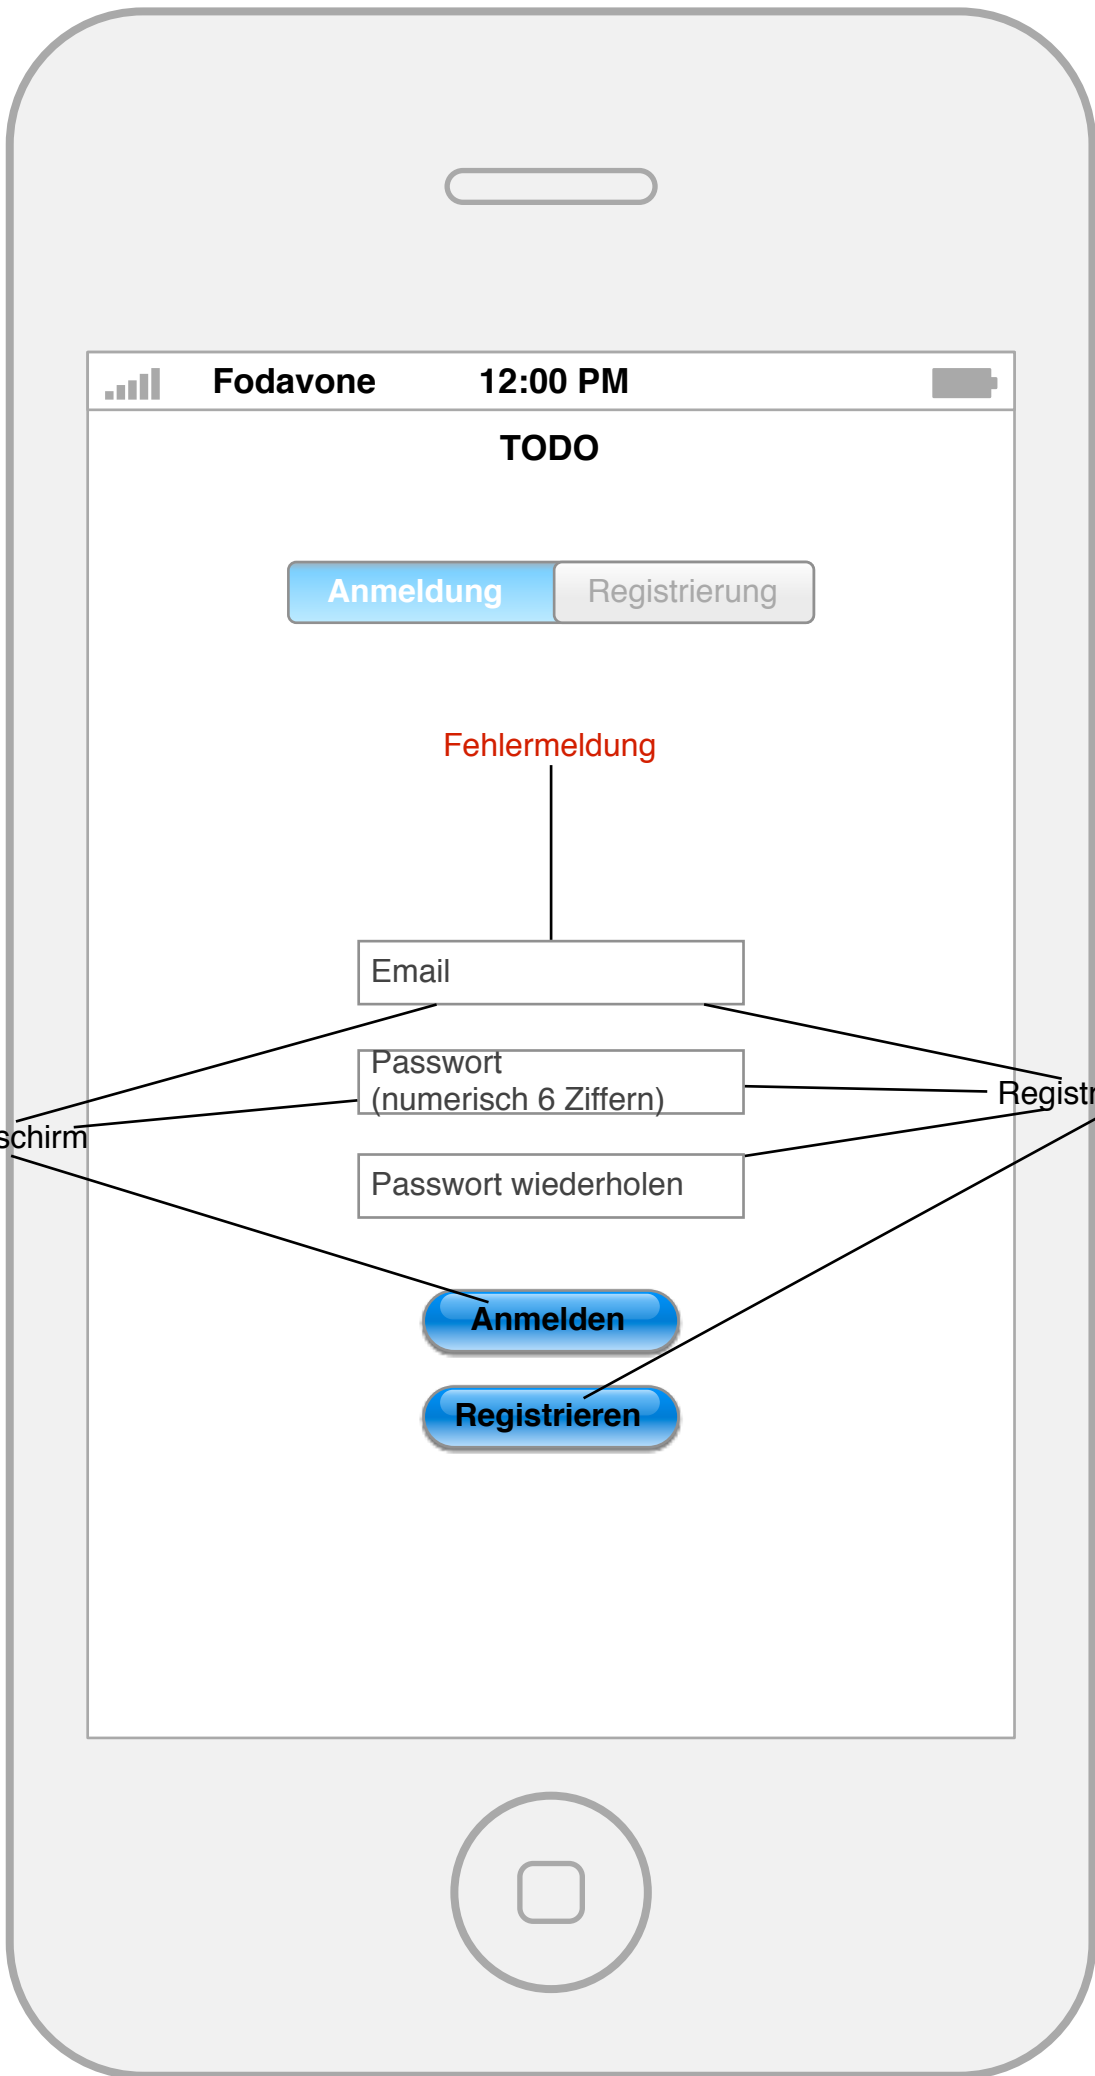 Fodavone 12:00 PM
TODO
Anmeldung Registrierung
Fehlermeldung
Email
Passwort
(numerisch 6 Ziffern)
Passwort wiederholen
Anmelden
Registrieren